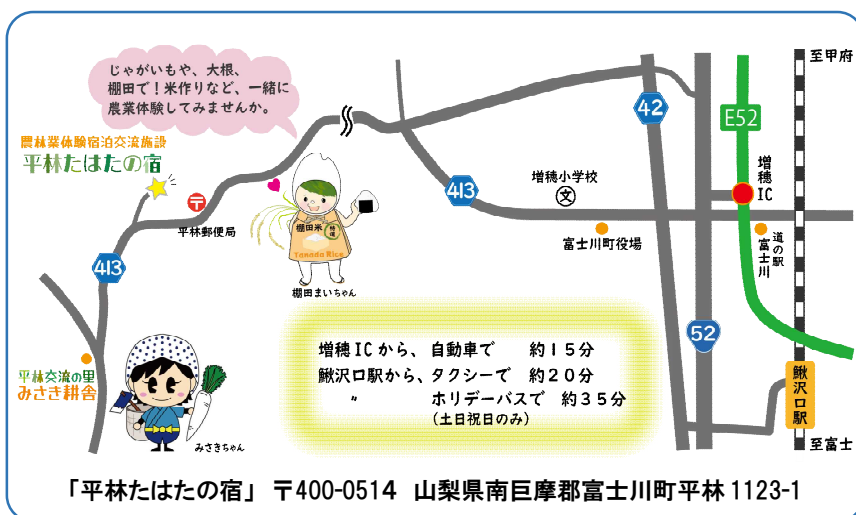 じゃがいもや、大根、
棚田で！米作りなど、一緒に
農業体験してみませんか。
農林業体験宿泊交流施設
平林たはたの宿
〒
平林郵便局
413
棚田米
特選
Tanada Rice
棚田まいちゃん
413
増穂小学校
文
富士川町役場
42
E52
増穂
IC
道の駅
富士川
52
至甲府
鰍沢口駅
至富士
413
平林交流の里
みさき耕舎
みさきちゃん
増穂ICから、自動車で 約15分
鰍沢口駅から、タクシーで 約20分
〃 ホリデーバスで 約35分
(土日祝日のみ)
「平林たはたの宿」 〒400-0514 山梨県南巨摩郡富士川町平林1123-1